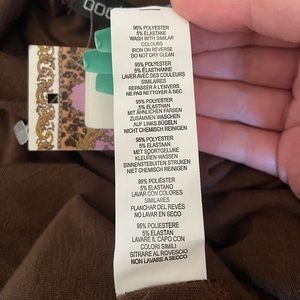 95% POLYESTER
5% ELASTANE
WASH WITH SIMILAR
COLOURS
IRON ON REVERSE
DO NOT DRY CLEAN
95% POLYESTER
5% ÉLASTHANNE
LAVER AVEC DES COULEURS
SIMILAIRES
REPASSER À L'ENVERS
NE PAS NETTOYER À SEC
95% POLYESTER
5% ELASTHAN
MIT ÄHNLICHEN FARBEN
ZUSAMMEN WASCHEN
AUF LINKS BÜGELN
NICHT CHEMISCH REINIGEN
95% POLYESTER
5% ELASTAAN
MET SOORTGELIJKE
KLEUREN WASSEN
BINNENSTEBUITEN STRIJKEN
NIET CHEMISCH REINIGEN
95% POLIÉSTER
5% ELASTANO
LAVAR CON COLORES
SIMILARES
PLANCHAR DEL REVÉS
NO LAVAR EN SECO
95% POLIESTERE
5% ELASTAN
LAVARE IL CAPO CON
COLORI SIMILI
STIRARE AL ROVESCIO
NON LAVARE A SECCO